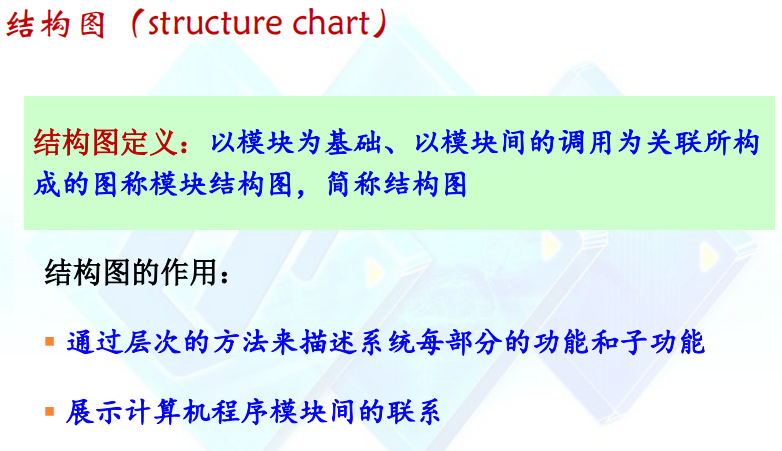 结构图（structure chart）
结构图定义：以模块为基础、以模块间的调用为关联所构
成的图称模块结构图，简称结构图
结构图的作用：
▪ 通过层次的方法来描述系统每部分的功能和子功能
▪ 展示计算机程序模块间的联系